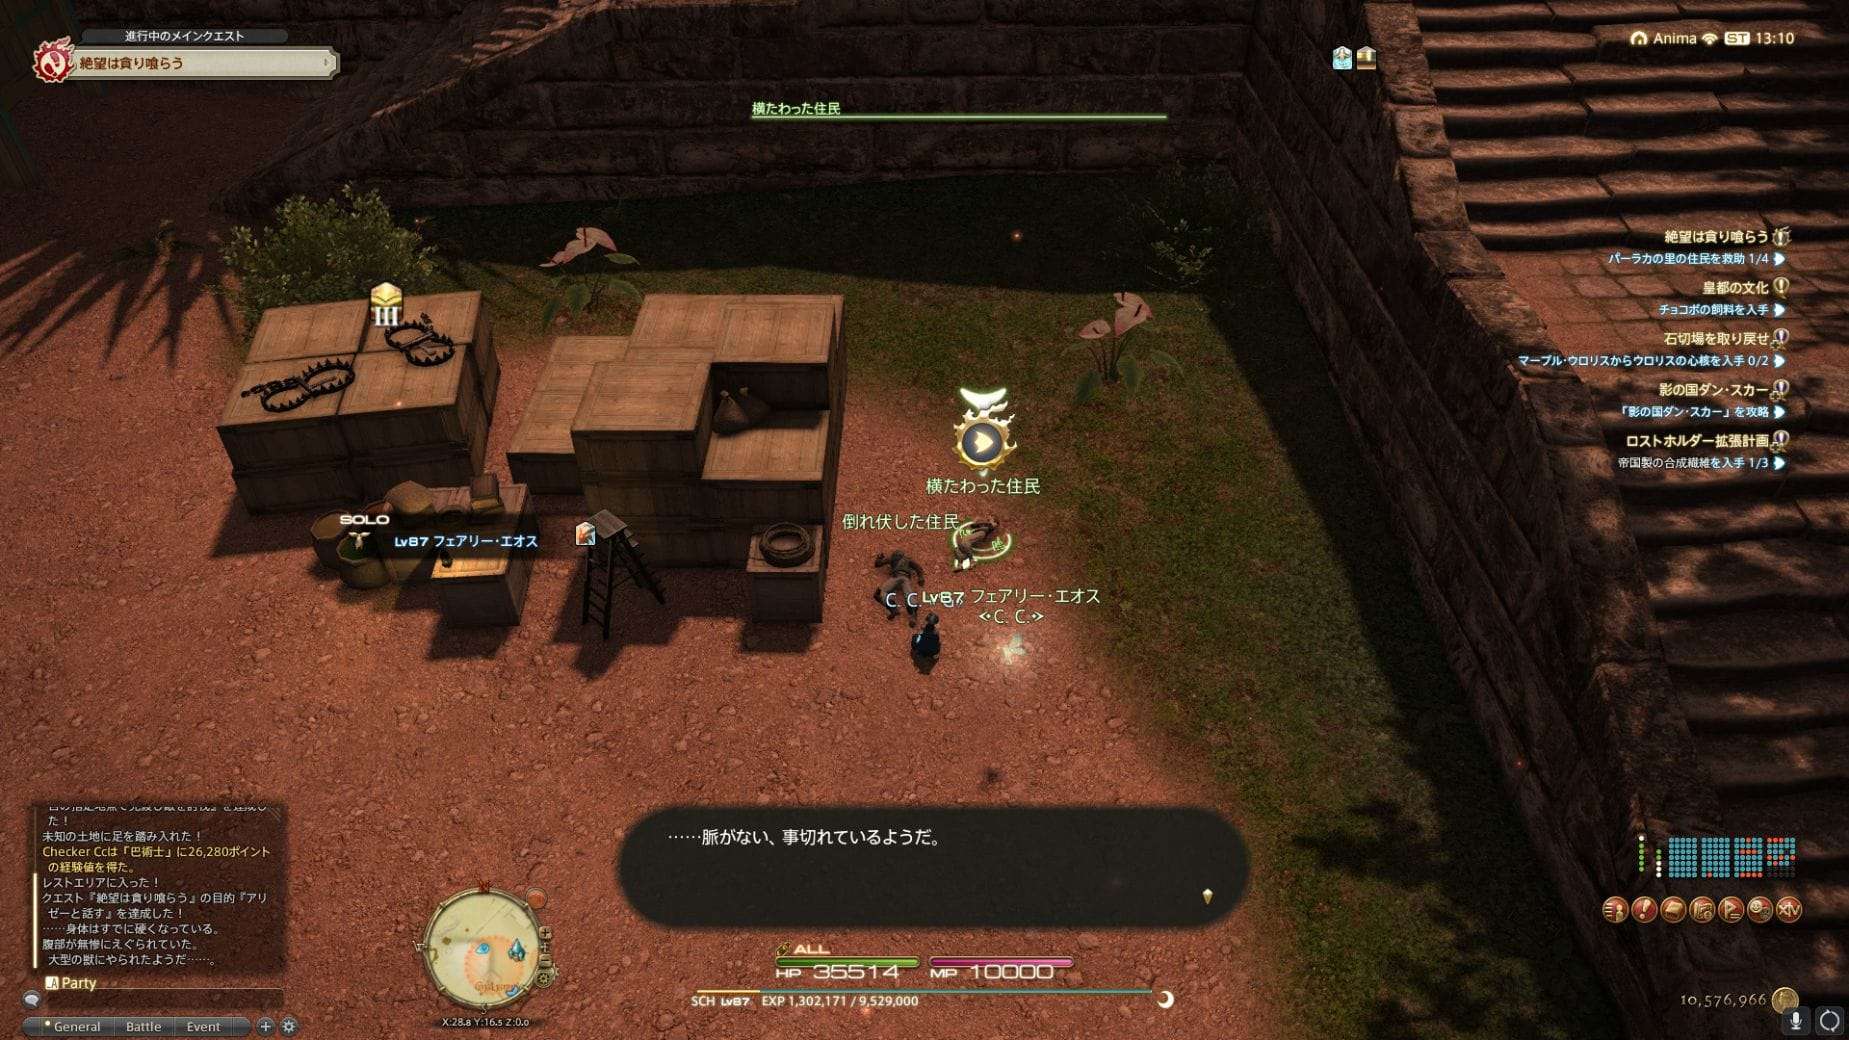 進行中のメインクエスト
絶望は貪り喰らう
Anima ST 13:10
横たわった住民
絶望は貪り喰らう
パーラカの里の住民を救助 1/4
皇都の文化
チョコボの飼料を入手
石切場を取り戻せ
マーブル・ウロリスからウロリスの心核を入手 0/2
影の国ダン・スカー
「影の国ダン・スカー」を攻略
ロストホルダー拡張計画
帝国製の合成繊維を入手 1/3
III
横たわった住民
倒れ伏した住民
SOLO
Lv87 フェアリー・エオス
Lv87 フェアリー・エオス
<C. C.>
た！
未知の土地に足を踏み入れた！
Checker Ccは「巴術士」に26,280ポイント
の経験値を得た。
レストエリアに入った！
クエスト『絶望は貪り喰らう』の目的『アリ
ゼーと話す』を達成した！
……身体はすでに硬くなっている。
腹部が無惨にえぐられていた。
大型の獣にやられたようだ……。
Party
General Battle Event
……脈がない、事切れているようだ。
ALL
HP 35514 MP 10000
SCH Lv87 EXP 1,302,171 / 9,529,000
X:28.8 Y:16.5 Z:0.0
10,576,966
XIV